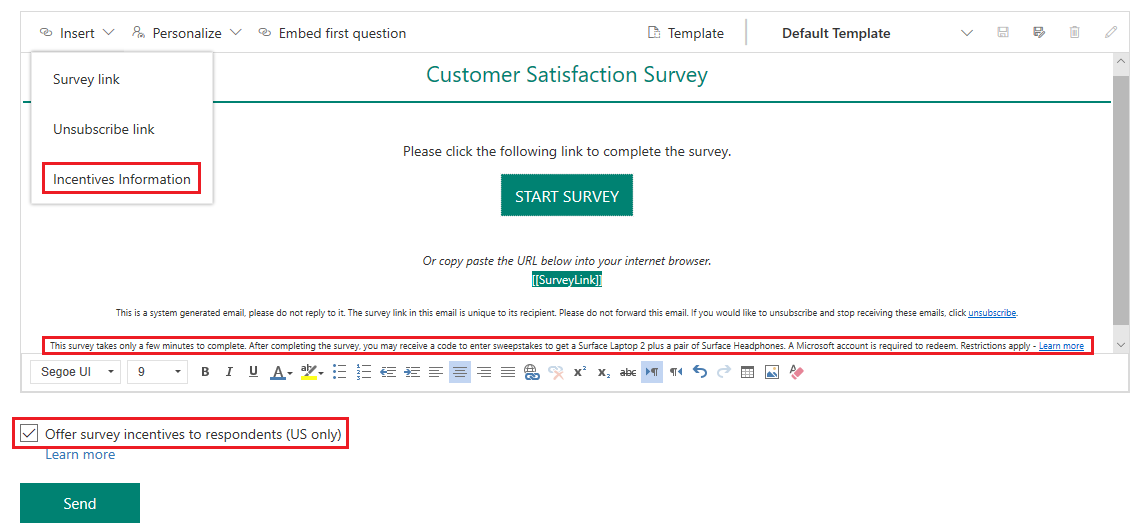 Insert Personalize Embed first question Template Default Template
Survey link
Unsubscribe link
Incentives Information
Customer Satisfaction Survey
Please click the following link to complete the survey.
START SURVEY
Or copy paste the URL below into your internet browser.
[[SurveyLink]]
This is a system generated email, please do not reply to it. The survey link in this email is unique to its recipient. Please do not forward this email. If you would like to unsubscribe and stop receiving these emails, click unsubscribe.
This survey takes only a few minutes to complete. After completing the survey, you may receive a code to enter sweepstakes to get a Surface Laptop 2 plus a pair of Surface Headphones. A Microsoft account is required to redeem. Restrictions apply - Learn more
Segoe UI 9 B I U A ab x² x₂ abc
Offer survey incentives to respondents (US only)
Learn more
Send